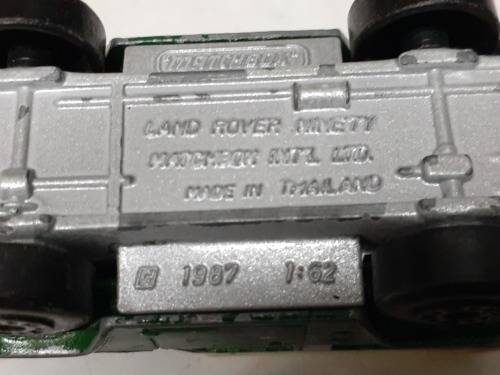 MATCHBOX
LAND ROVER NINETY
MATCHBOX INT'L LTD.
MADE IN THAILAND
© 1987 1:62